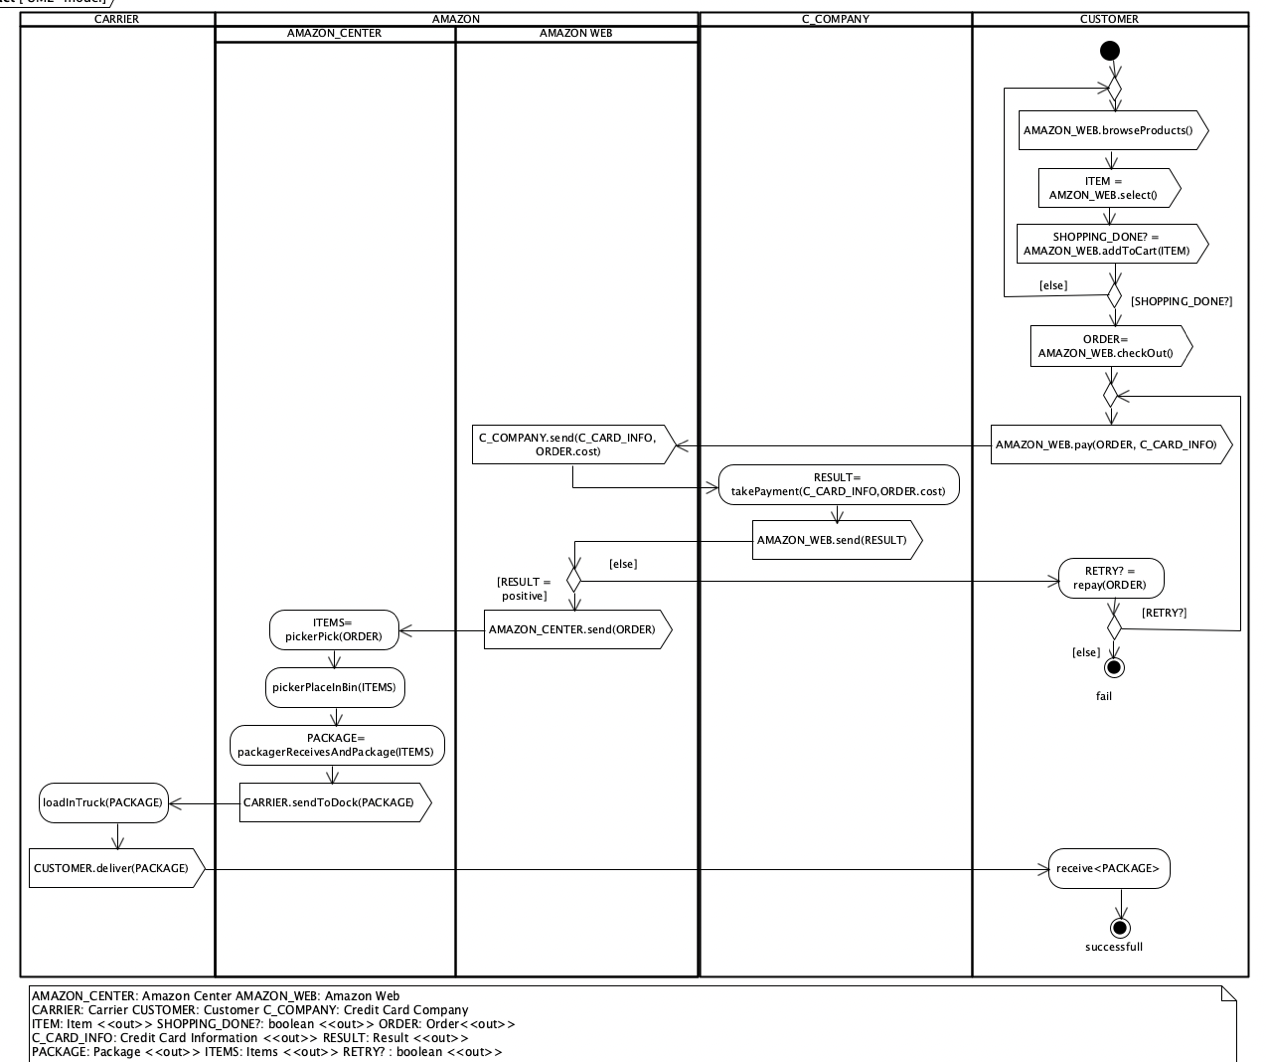 CARRIER
AMAZON
C_COMPANY
CUSTOMER
AMAZON_CENTER
AMAZON WEB
AMAZON_WEB.browseProducts()
ITEM =
AMZON_WEB.select()
SHOPPING_DONE? =
AMAZON_WEB.addToCart(ITEM)
[else]
[SHOPPING_DONE?]
ORDER=
AMAZON_WEB.checkOut()
C_COMPANY.send(C_CARD_INFO,
ORDER.cost)
AMAZON_WEB.pay(ORDER, C_CARD_INFO)
RESULT=
takePayment(C_CARD_INFO,ORDER.cost)
AMAZON_WEB.send(RESULT)
[else]
[RESULT =
positive]
RETRY? =
repay(ORDER)
[RETRY?]
ITEMS=
pickerPick(ORDER)
AMAZON_CENTER.send(ORDER)
[else]
pickerPlaceInBin(ITEMS)
fail
PACKAGE=
packagerReceivesAndPackage(ITEMS)
loadInTruck(PACKAGE)
CARRIER.sendToDock(PACKAGE)
CUSTOMER.deliver(PACKAGE)
receive<PACKAGE>
successfull
AMAZON_CENTER: Amazon Center AMAZON_WEB: Amazon Web
CARRIER: Carrier CUSTOMER: Customer C_COMPANY: Credit Card Company
ITEM: Item <<out>> SHOPPING_DONE?: boolean <<out>> ORDER: Order<<out>>
C_CARD_INFO: Credit Card Information <<out>> RESULT: Result <<out>>
PACKAGE: Package <<out>> ITEMS: Items <<out>> RETRY? : boolean <<out>>